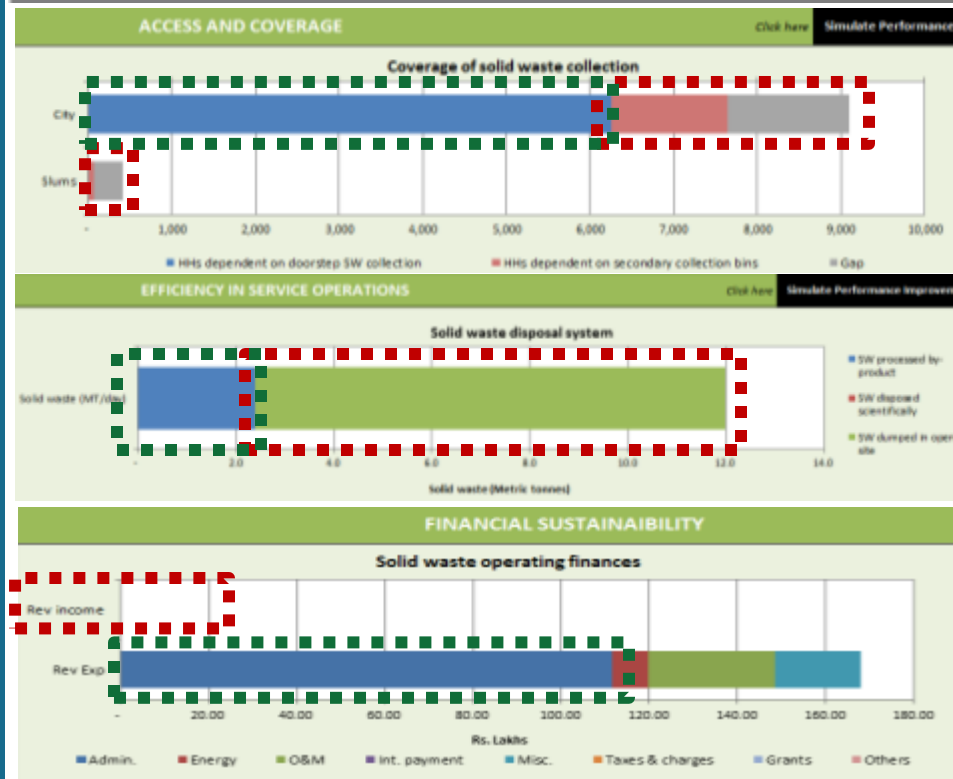 ACCESS AND COVERAGE Click here Simulate Performance
Coverage of solid waste collection
City
Slums
- 1,000 2,000 3,000 4,000 5,000 6,000 7,000 8,000 9,000 10,000
HHs dependent on doorstep SW collection HHs dependent on secondary collection bins Gap
EFFICIENCY IN SERVICE OPERATIONS Click here Simulate Performance Improvem
Solid waste disposal system
Solid waste (MT/day)
SW processed by-
product
SW disposed
scientifically
SW dumped in open
site
- 2.0 4.0 6.0 8.0 10.0 12.0 14.0
Solid waste (Metric tonnes)
FINANCIAL SUSTAINAIBILITY
Solid waste operating finances
Rev income
Rev Exp
- 20.00 40.00 60.00 80.00 100.00 120.00 140.00 160.00 180.00
Rs. Lakhs
Admin. Energy O&M Int. payment Misc. Taxes & charges Grants Others